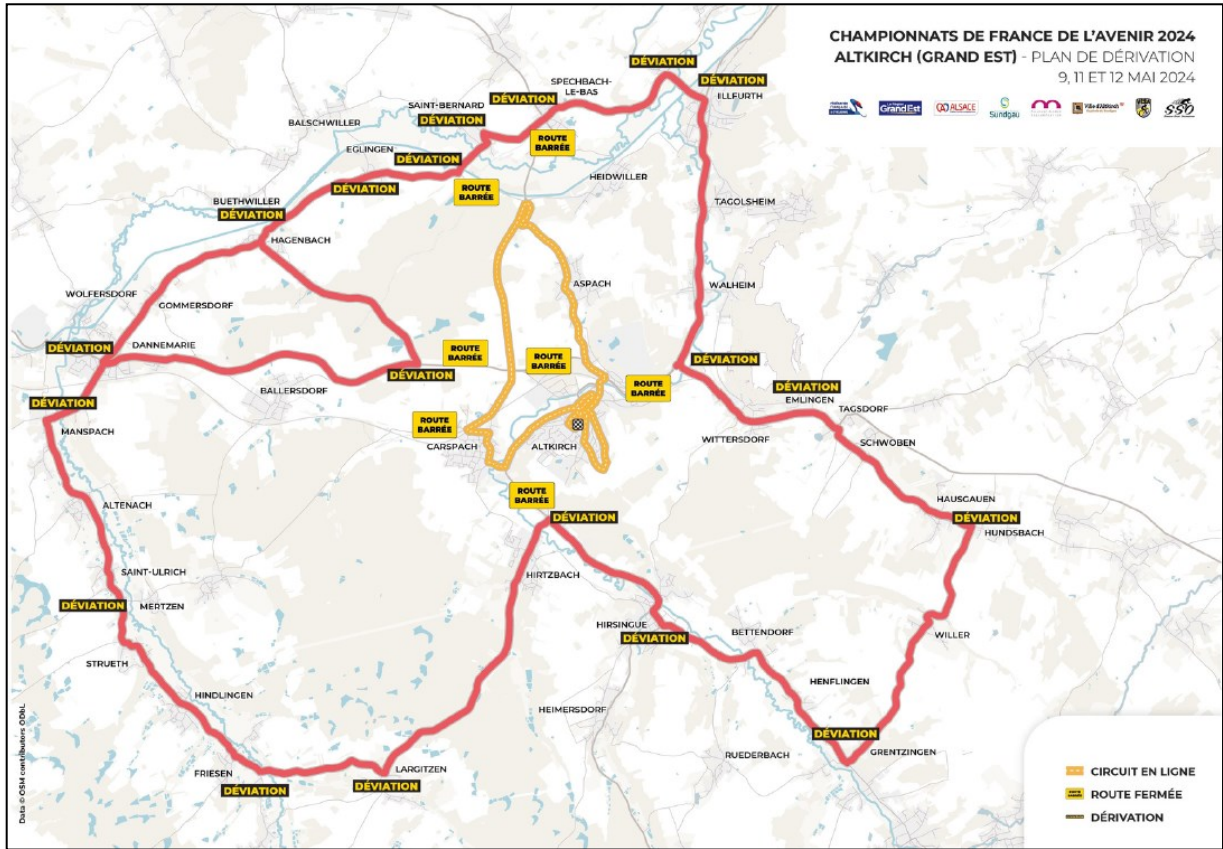 CHAMPIONNATS DE FRANCE DE L'AVENIR 2024
ALTKIRCH (GRAND EST) - PLAN DE DÉRIVATION
9, 11 ET 12 MAI 2024
GrandEst
ALSACE
Sundgau
Ville d'Altkirch
SSO
DÉVIATION
SPECHBACH-
LE-BAS
DÉVIATION
ILLFURTH
SAINT-BERNARD
DÉVIATION
DÉVIATION
BALSCHWILLER
ROUTE
BARRÉE
EGLINGEN
DÉVIATION
HEIDWILLER
DÉVIATION
ROUTE
BARRÉE
BUETHWILLER
DÉVIATION
TAGOLSHEIM
HAGENBACH
ASPACH
WALHEIM
WOLFERSDORF
GOMMERSDORF
DANNEMARIE
DÉVIATION
ROUTE
BARRÉE
ROUTE
BARRÉE
DÉVIATION
DÉVIATION
BALLERSDORF
ROUTE
BARRÉE
DÉVIATION
EMLINGEN
DÉVIATION
TAGSDORF
MANSPACH
ROUTE
BARRÉE
CARSPACH
ALTKIRCH
WITTERSDORF
SCHWOBEN
ROUTE
BARRÉE
HAUSGAUEN
ALTENACH
DÉVIATION
DÉVIATION
HUNDSBACH
SAINT-ULRICH
HIRTZBACH
DÉVIATION
MERTZEN
HIRSINGUE
DÉVIATION
BETTENDORF
WILLER
STRUETH
HINDLINGEN
HENFLINGEN
HEIMERSDORF
DÉVIATION
RUEDERBACH
GRENTZINGEN
FRIESEN
LARGITZEN
DÉVIATION
DÉVIATION
CIRCUIT EN LIGNE
ROUTE FERMÉE
DÉRIVATION
Data © OSM contributors ODbL